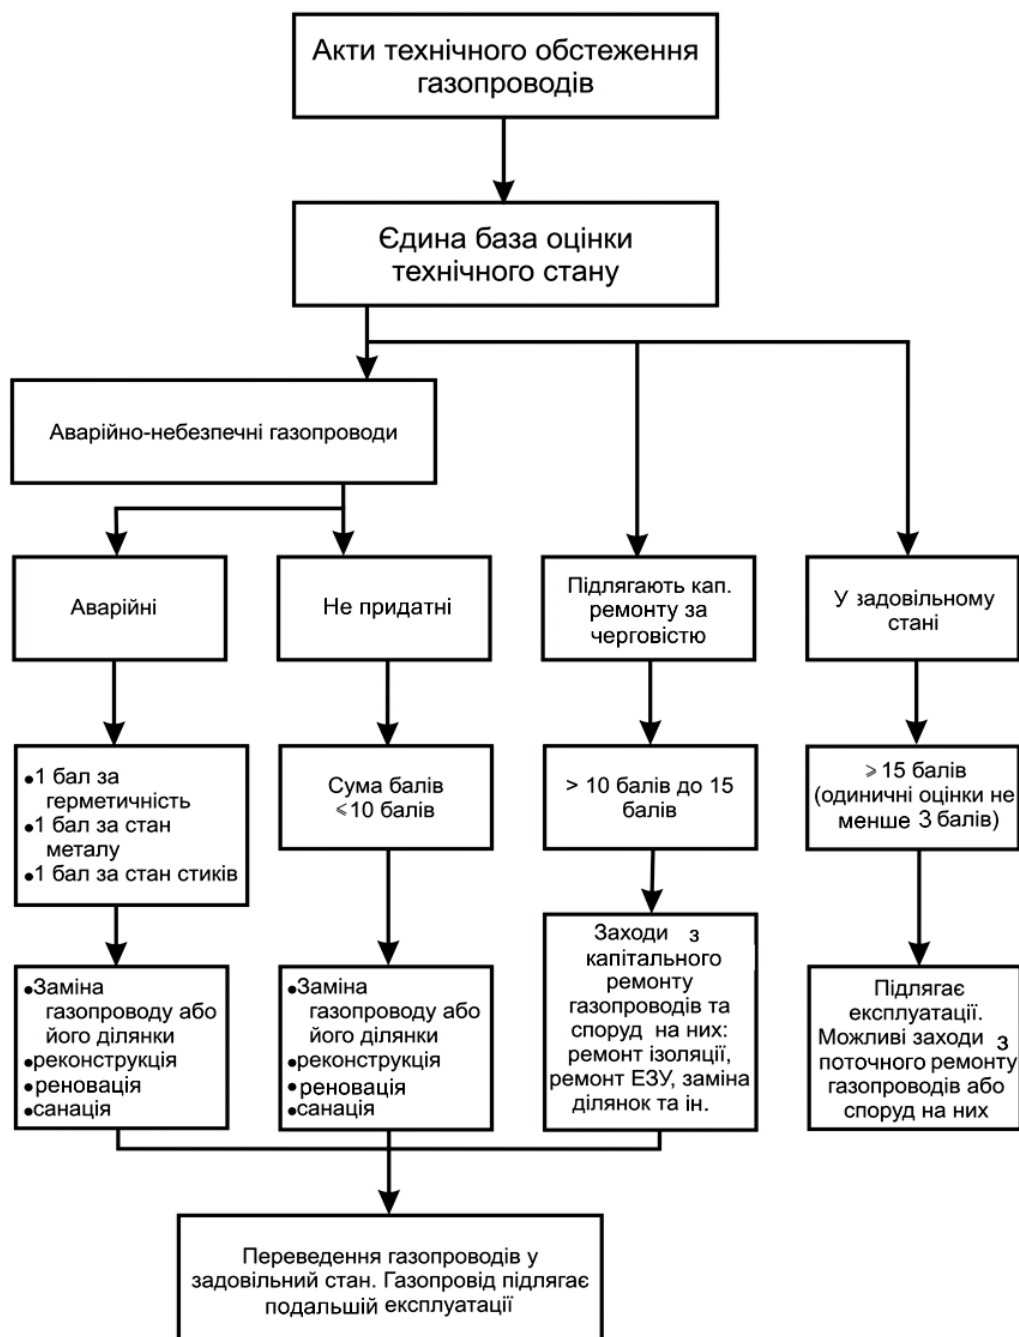 Акти технічного обстеження
газопроводів
Єдина база оцінки
технічного стану
Аварійно-небезпечні газопроводи
Аварійні
Не придатні
Підлягають кап.
ремонту за
черговістю
У задовільному
стані
•1 бал за
герметичність
•1 бал за стан
металу
•1 бал за стан стиків
Сума балів
⩽10 балів
> 10 балів до 15
балів
⩾ 15 балів
(одиничні оцінки не
менше 3 балів)
•Заміна
газопроводу або
його ділянки
•реконструкція
•реновація
•санація
•Заміна
газопроводу або
його ділянки
•реконструкція
•реновація
•санація
Заходи з
капітального
ремонту
газопроводів та
споруд на них:
ремонт ізоляції,
ремонт ЕЗУ, заміна
ділянок та ін.
Підлягає
експлуатації.
Можливі заходи з
поточного ремонту
газопроводів або
споруд на них
Переведення газопроводів у
задовільний стан. Газопровід підлягає
подальшій експлуатації